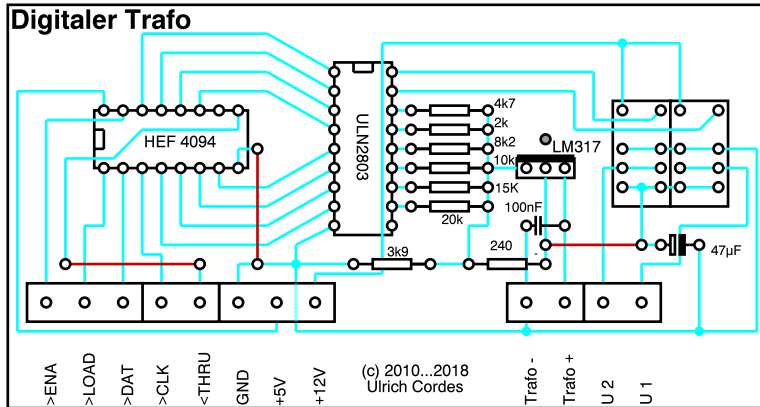 Digitaler Trafo
HEF 4094
ULN2803
4k7
2k
8k2
10k
15K
20k
LM317
100nF
3k9
240
-
47µF
>ENA
>LOAD
>DAT
>CLK
<THRU
GND
+5V
+12V
(c) 2010...2018
Ulrich Cordes
Trafo -
Trafo +
U 2
U 1